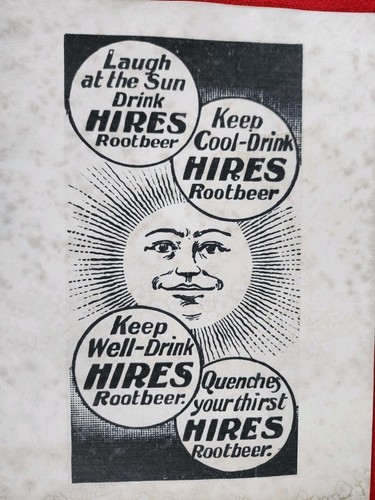 Laugh
at the Sun
Drink
HIRES
Rootbeer
Keep
Cool-Drink
HIRES
Rootbeer
Keep
Well-Drink
HIRES
Rootbeer.
Quenches
your thirst
HIRES
Rootbeer.